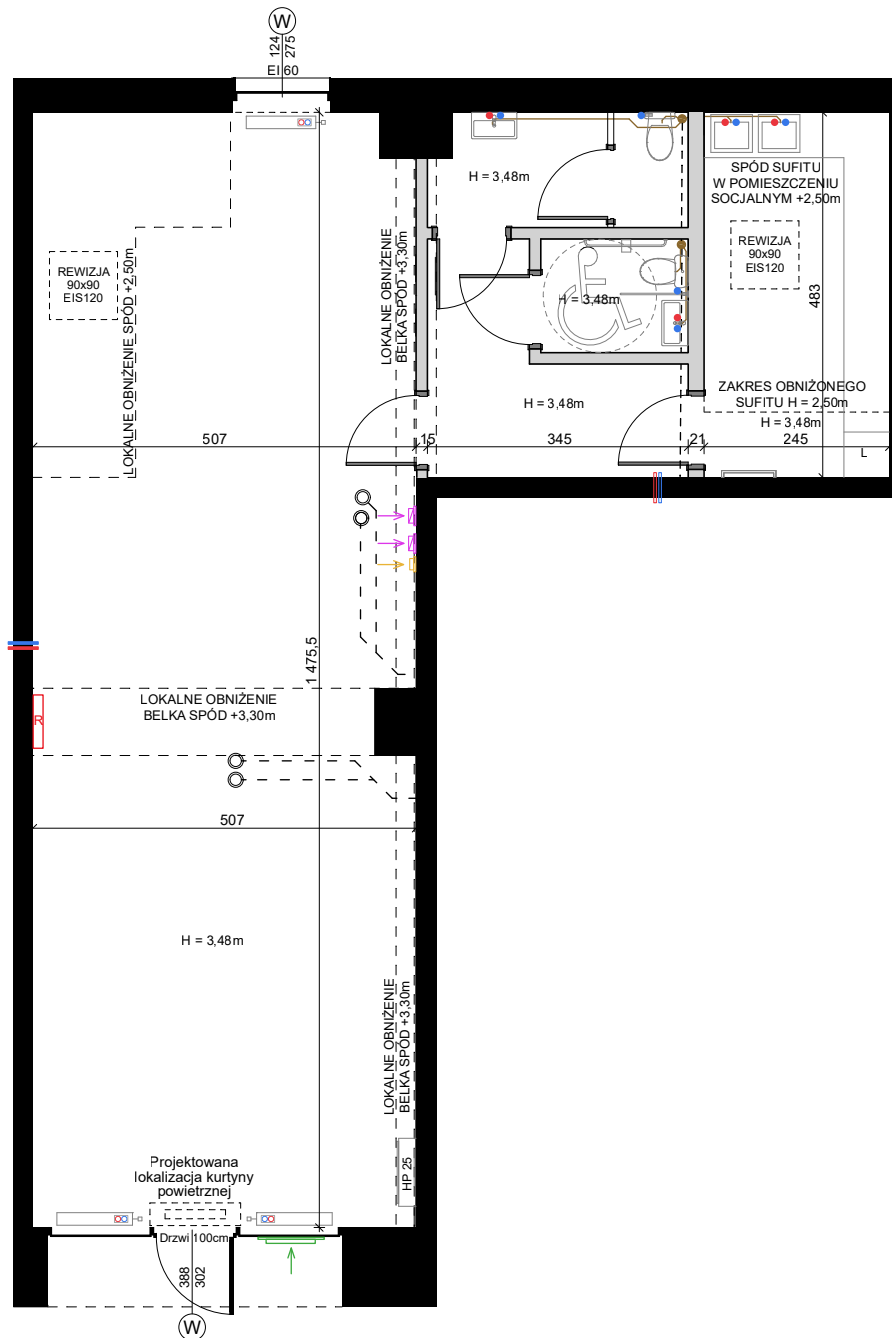 W
124
275
EI 60
H = 3,48m
SPÓD SUFITU
W POMIESZCZENIU
SOCJALNYM +2,50m
REWIZJA
90x90
EIS120
REWIZJA
90x90
EIS120
LOKALNE OBNIŻENIE SPÓD +2,50m
LOKALNE OBNIŻENIE
BELKA SPÓD +3,30m
H = 3,48m
483
ZAKRES OBNIŻONEGO
SUFITU H = 2,50m
H = 3,48m
H = 3,48m
507
15
345
21
245
L
1 475,5
LOKALNE OBNIŻENIE
BELKA SPÓD +3,30m
R
507
H = 3,48m
LOKALNE OBNIŻENIE
BELKA SPÓD +3,30m
HP 25
Projektowana
lokalizacja kurtyny
powietrznej
Drzwi 100cm
388
302
W